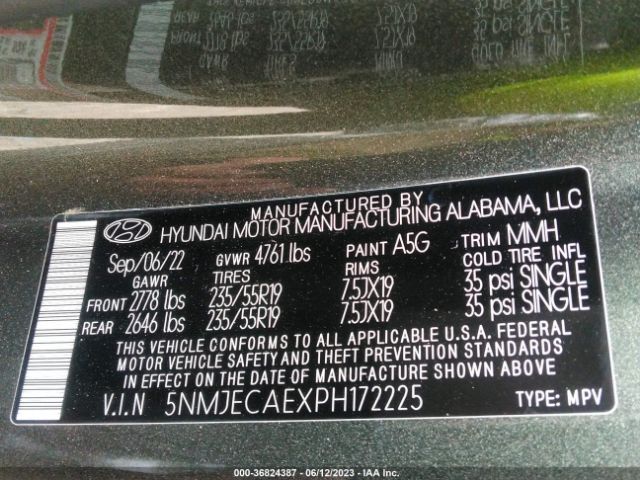 MANUFACTURED BY
HYUNDAI MOTOR MANUFACTURING ALABAMA, LLC
Sep/06/22 GVWR 4761 lbs PAINT A5G TRIM MMH
GAWR TIRES RIMS COLD TIRE INFL
FRONT 2778 lbs 235/55R19 7.5JX19 35 psi SINGLE
REAR 2646 lbs 235/55R19 7.5JX19 35 psi SINGLE
THIS VEHICLE CONFORMS TO ALL APPLICABLE U.S.A. FEDERAL
MOTOR VEHICLE SAFETY AND THEFT PREVENTION STANDARDS
IN EFFECT ON THE DATE OF MANUFACTURE SHOWN ABOVE
V.I.N 5NMJECAEXPH172225 TYPE: MPV
000-36824387 - 06/12/2023 - IAA Inc.